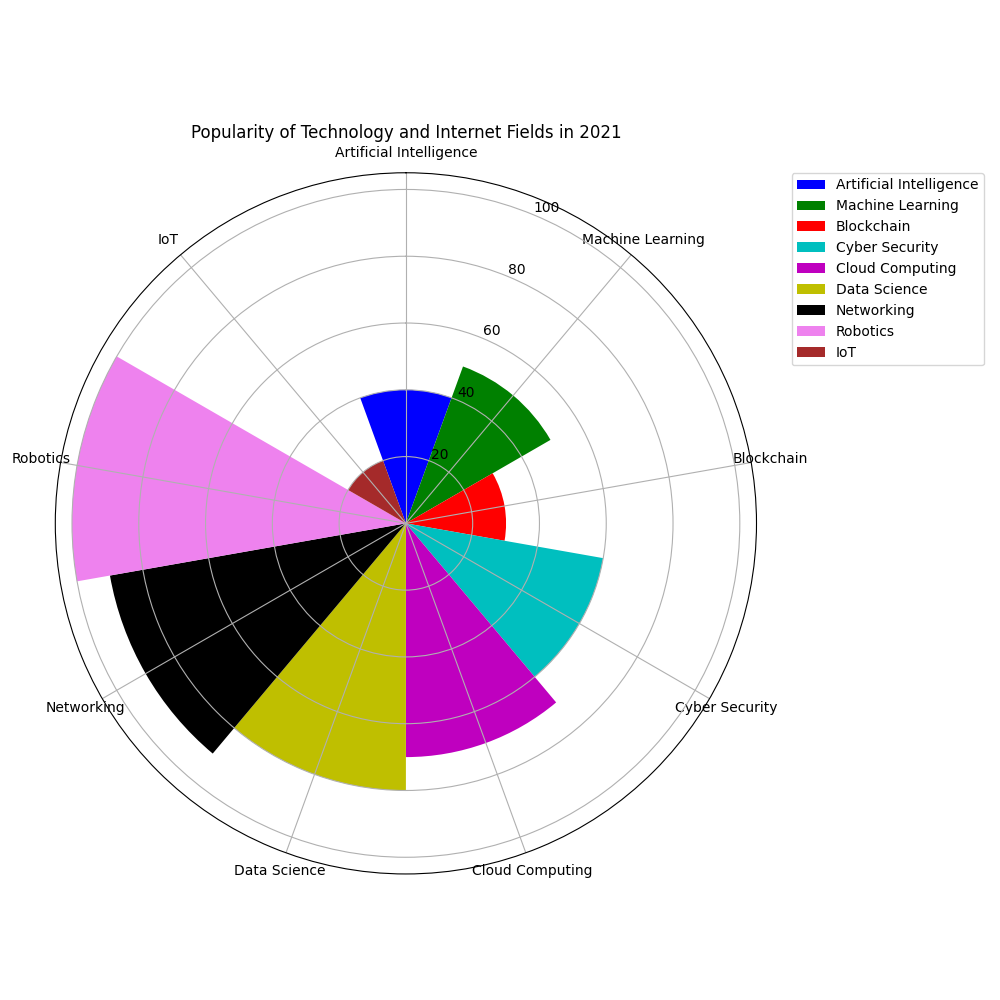 Popularity of Technology and Internet Fields in 2021
Artificial Intelligence
Machine Learning
Blockchain
Cyber Security
Cloud Computing
Data Science
Networking
Robotics
IoT
20
40
60
80
100
Artificial Intelligence
Machine Learning
Blockchain
Cyber Security
Cloud Computing
Data Science
Networking
Robotics
IoT